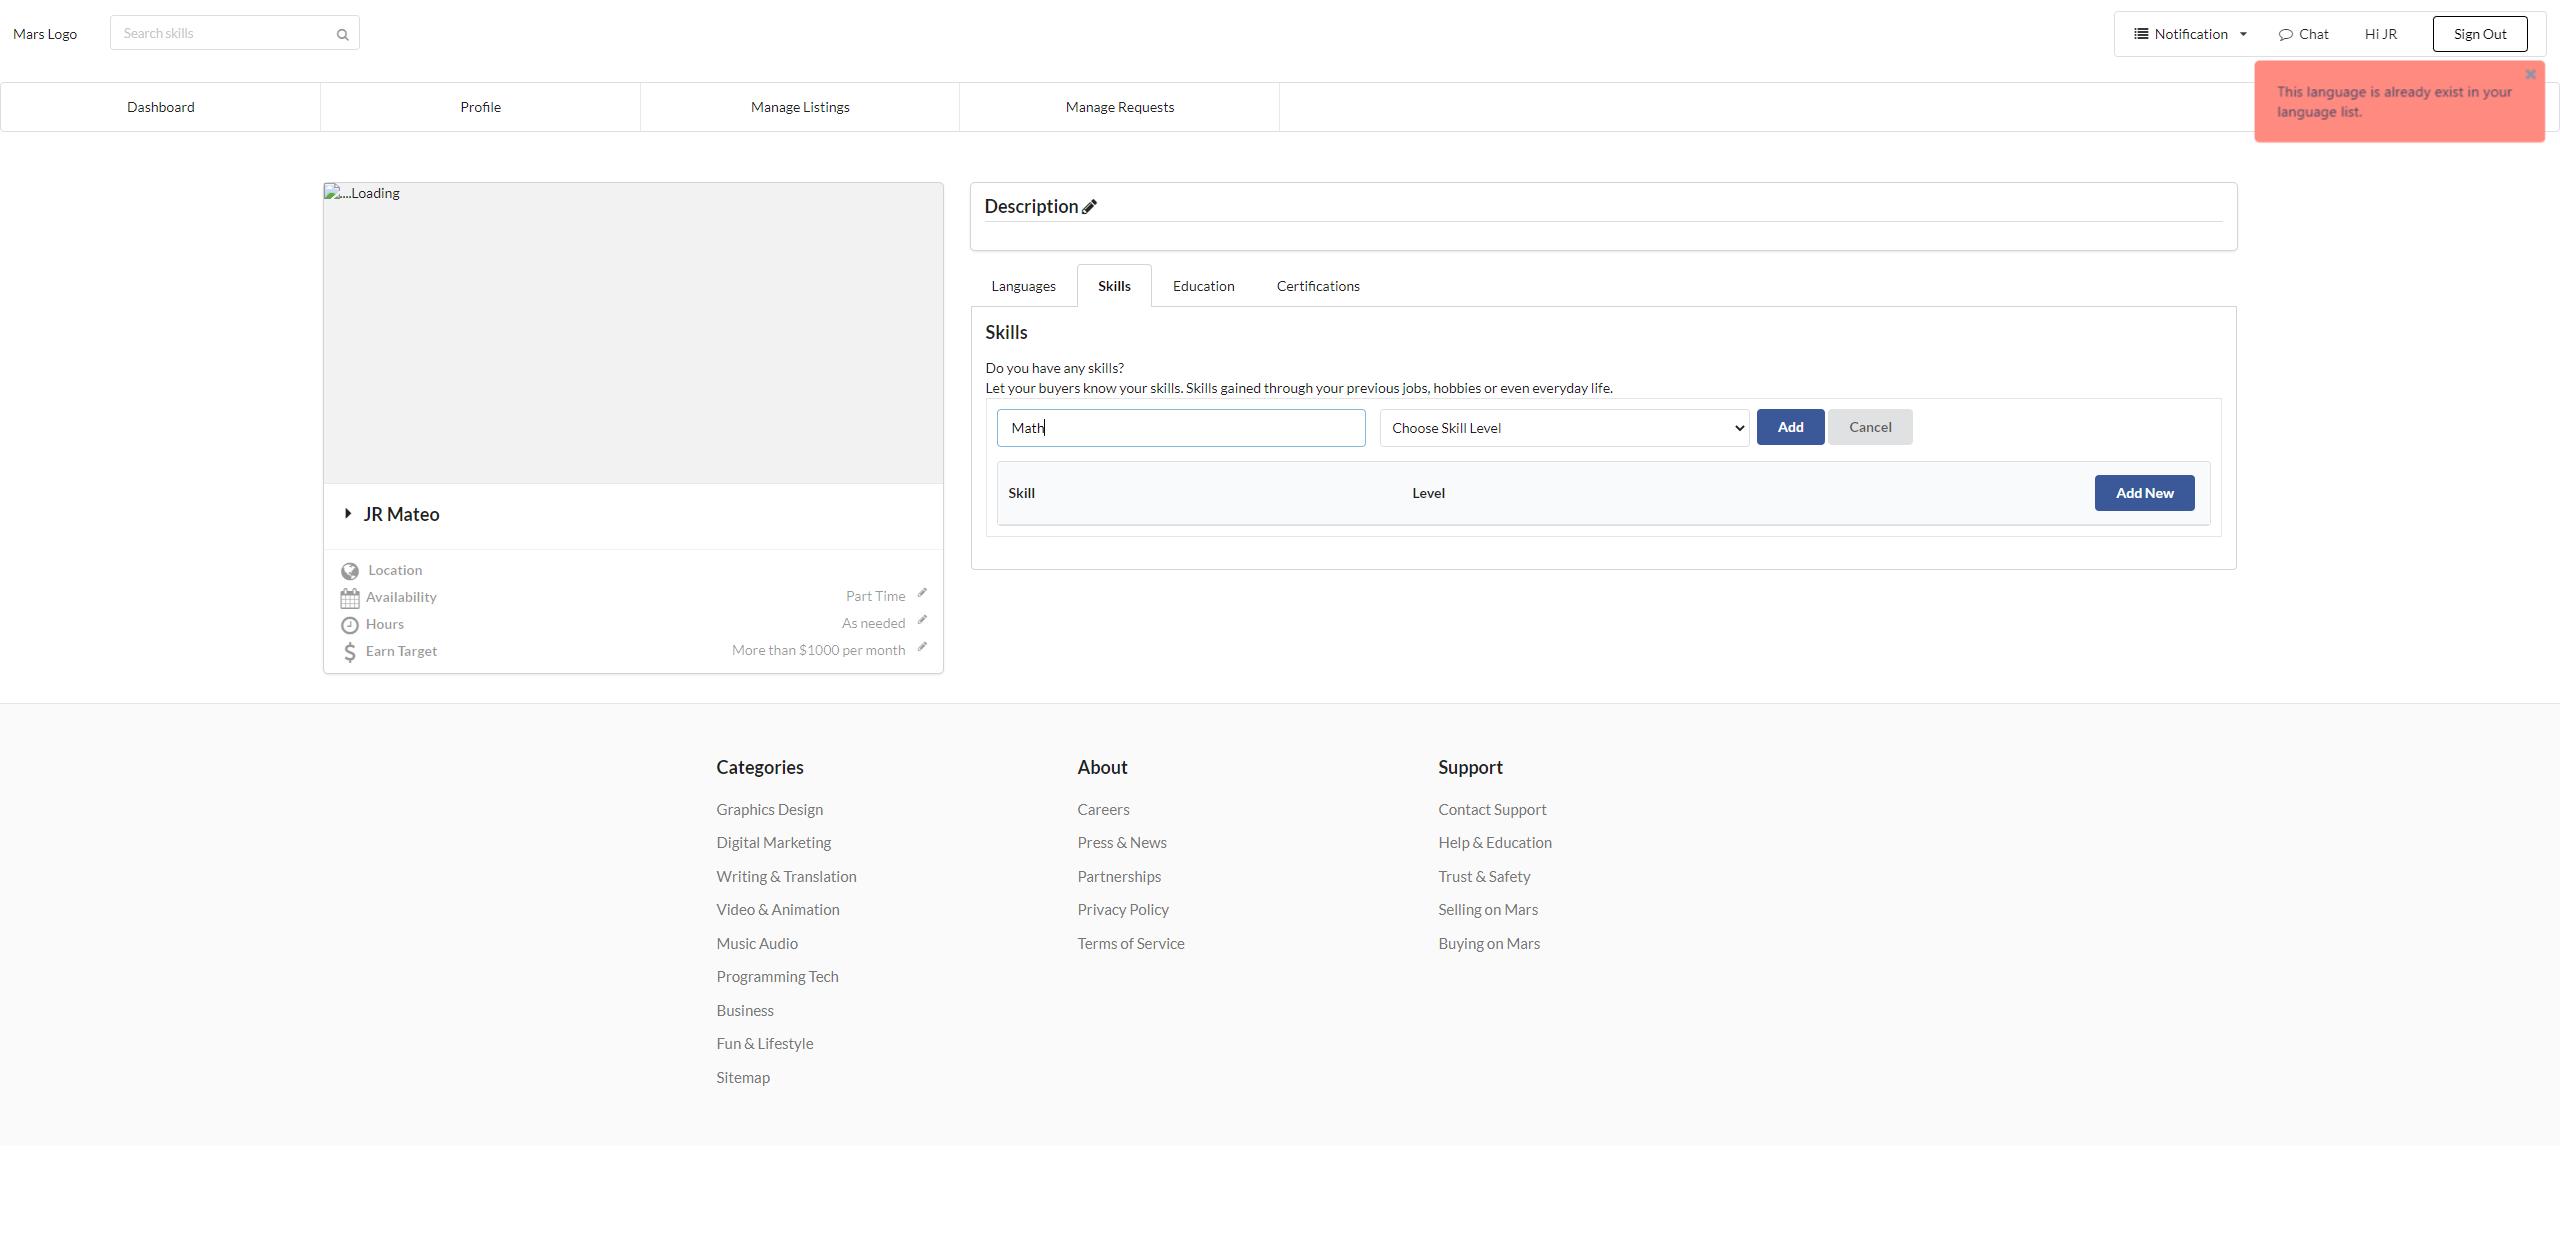 Mars Logo
Search skills
Notification
Chat
Hi JR
Sign Out
Dashboard
Profile
Manage Listings
Manage Requests
This language is already exist in your
language list.
...Loading
JR Mateo
Location
Availability
Part Time
Hours
As needed
Earn Target
More than $1000 per month
Description
Languages
Skills
Education
Certifications
Skills
Do you have any skills?
Let your buyers know your skills. Skills gained through your previous jobs, hobbies or even everyday life.
Math
Choose Skill Level
Add
Cancel
Skill
Level
Add New
Categories
Graphics Design
Digital Marketing
Writing & Translation
Video & Animation
Music Audio
Programming Tech
Business
Fun & Lifestyle
Sitemap
About
Careers
Press & News
Partnerships
Privacy Policy
Terms of Service
Support
Contact Support
Help & Education
Trust & Safety
Selling on Mars
Buying on Mars